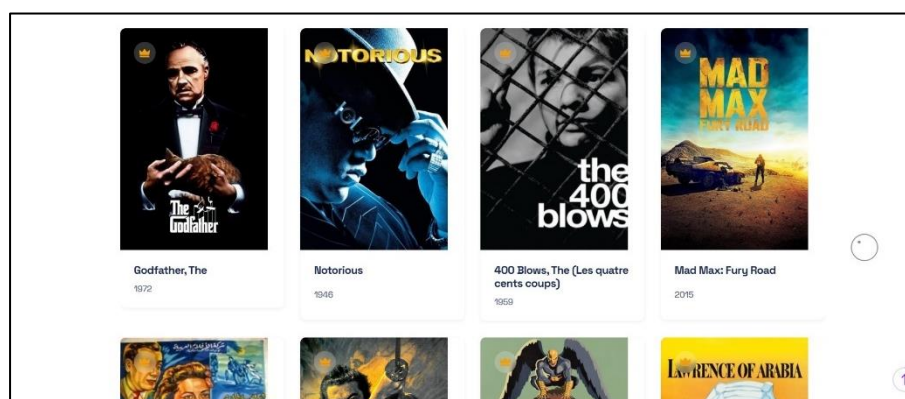 The
Godfather
NOTORIOUS
the
400
blows
MAD
MAX
FURY ROAD
Godfather, The
1972
Notorious
1946
400 Blows, The (Les quatre
cents coups)
1959
Mad Max: Fury Road
2015
LAWRENCE OF ARABIA